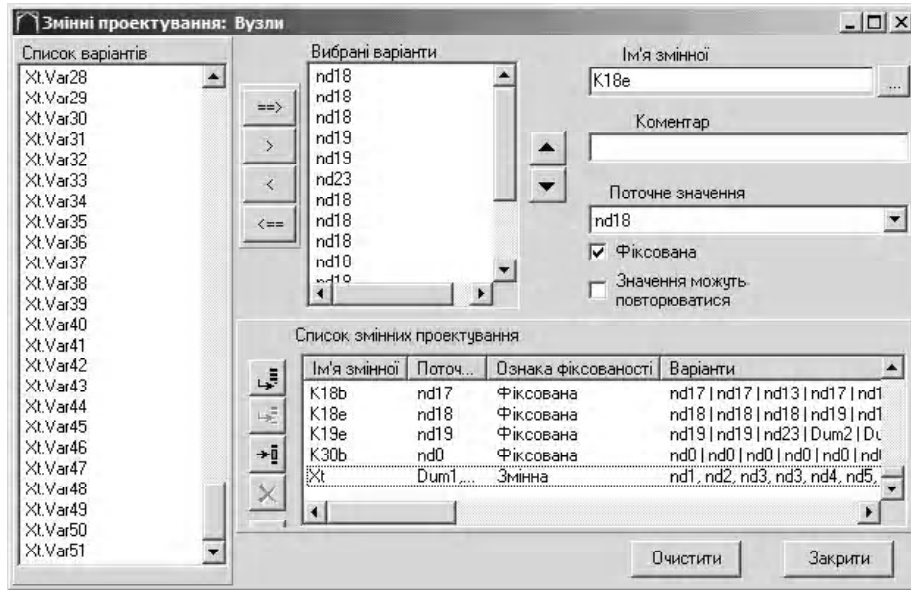 Змінні проектування: Вузли
Список варіантів
Xt.Var28
Xt.Var29
Xt.Var30
Xt.Var31
Xt.Var32
Xt.Var33
Xt.Var34
Xt.Var35
Xt.Var36
Xt.Var37
Xt.Var38
Xt.Var39
Xt.Var40
Xt.Var41
Xt.Var42
Xt.Var43
Xt.Var44
Xt.Var45
Xt.Var46
Xt.Var47
Xt.Var48
Xt.Var49
Xt.Var50
Xt.Var51
==>
>
<
<==
Вибрані варіанти
nd18
nd18
nd18
nd19
nd19
nd23
nd18
nd18
nd18
nd10
Ім'я змінної
K18e
...
Коментар
Поточне значення
nd18
Фіксована
Значення можуть
повторюватися
Список змінних проектування
Ім'я змінної Поточ... Ознака фіксованості Варіанти
K18b nd17 Фіксована nd17 | nd17 | nd13 | nd17 | nd1
K18e nd18 Фіксована nd18 | nd18 | nd18 | nd19 | nd1
K19e nd19 Фіксована nd19 | nd19 | nd23 | Dum2 | Du
K30b nd0 Фіксована nd0 | nd0 | nd0 | nd0 | nd0 | nd0
Xt Dum1,... Змінна nd1, nd2, nd3, nd3, nd4, nd5,
Очистити Закрити